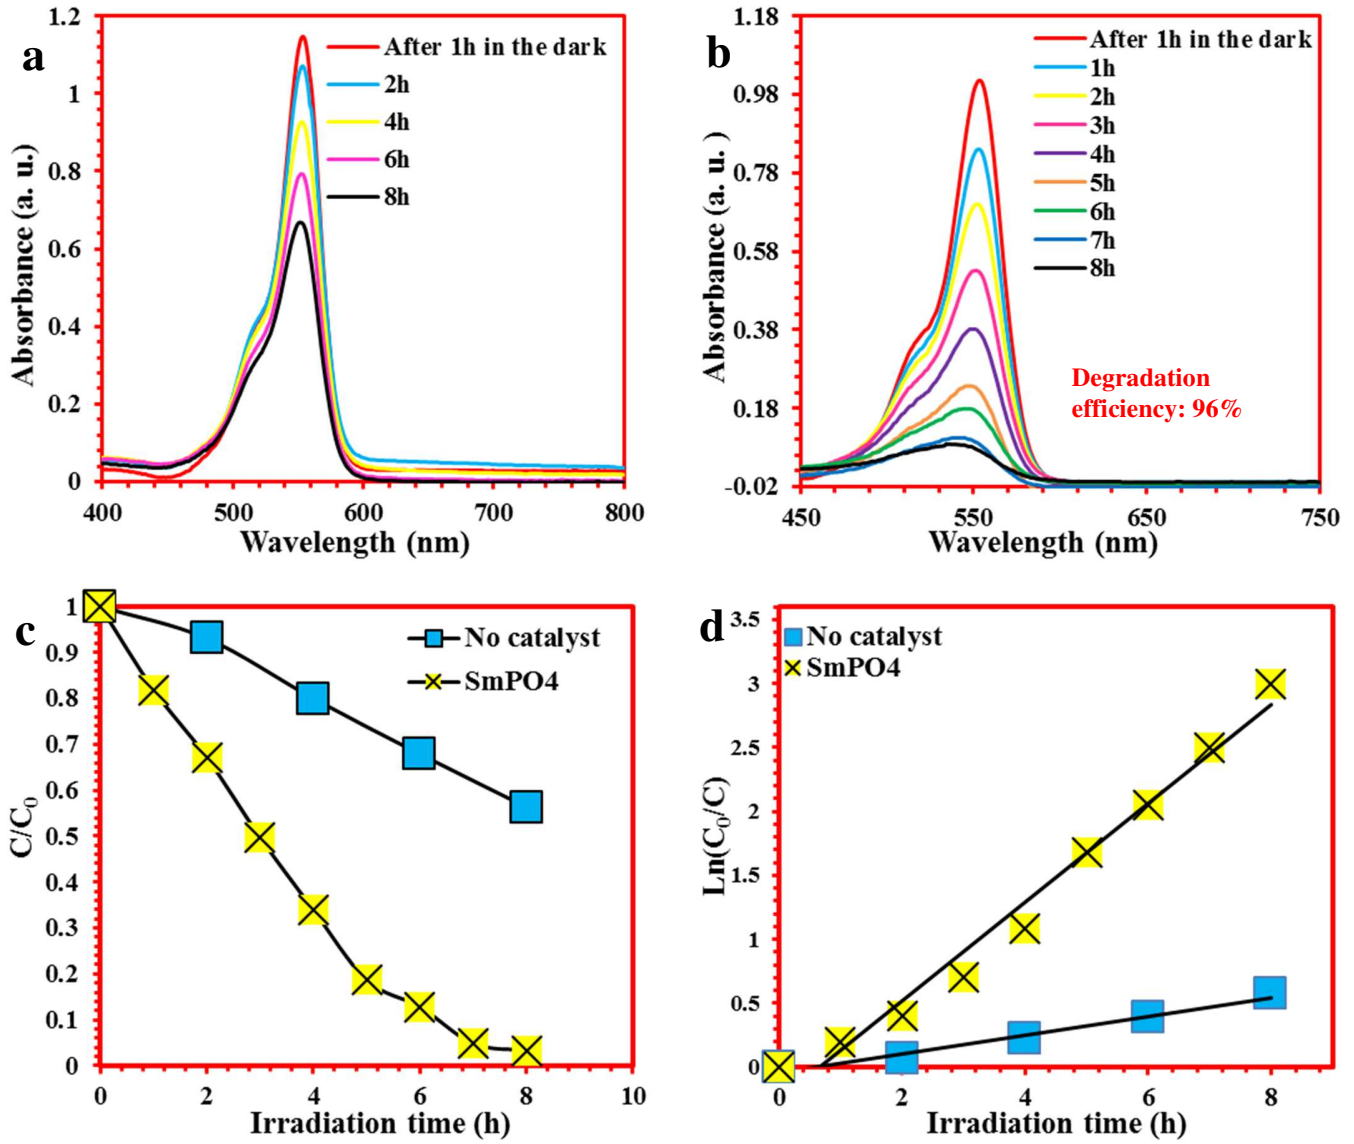 a
1.2
1
0.8
0.6
0.4
0.2
0
400 500 600 700 800
Absorbance (a. u.)
Wavelength (nm)
After 1h in the dark
2h
4h
6h
8h
b
1.18
0.98
0.78
0.58
0.38
0.18
-0.02
450 550 650 750
Absorbance (a. u. )
Wavelength (nm)
After 1h in the dark
1h
2h
3h
4h
5h
6h
7h
8h
Degradation
efficiency: 96%
c
1
0.9
0.8
0.7
0.6
0.5
0.4
0.3
0.2
0.1
0
0 2 4 6 8 10
C/C0
Irradiation time (h)
No catalyst
SmPO4
d
3.5
3
2.5
2
1.5
1
0.5
0
0 2 4 6 8
Ln(C0/C)
Irradiation time (h)
No catalyst
SmPO4